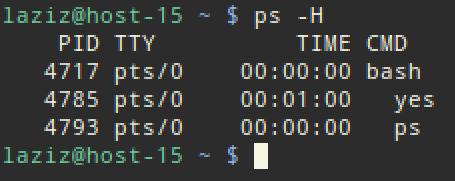 laziz@host-15 ~ $ ps -H
    PID TTY          TIME CMD
   4717 pts/0    00:00:00 bash
   4785 pts/0    00:01:00   yes
   4793 pts/0    00:00:00   ps
laziz@host-15 ~ $